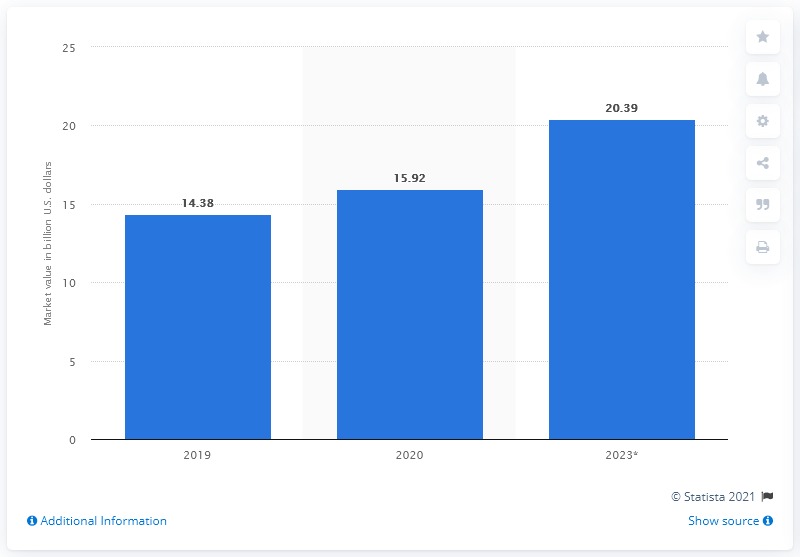 25
20.39
20
15.92
14.38
15
Market value in billion U.S. dollars
10
5
0
2019 2020 2023*
© Statista 2021
Additional Information Show source